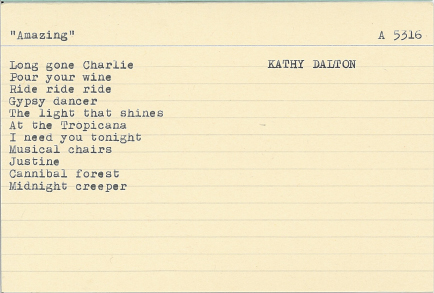 "Amazing" A 5316
Long gone Charlie KATHY DALTON
Pour your wine
Ride ride ride
Gypsy dancer
The light that shines
At the Tropicana
I need you tonight
Musical chairs
Justine
Cannibal forest
Midnight creeper